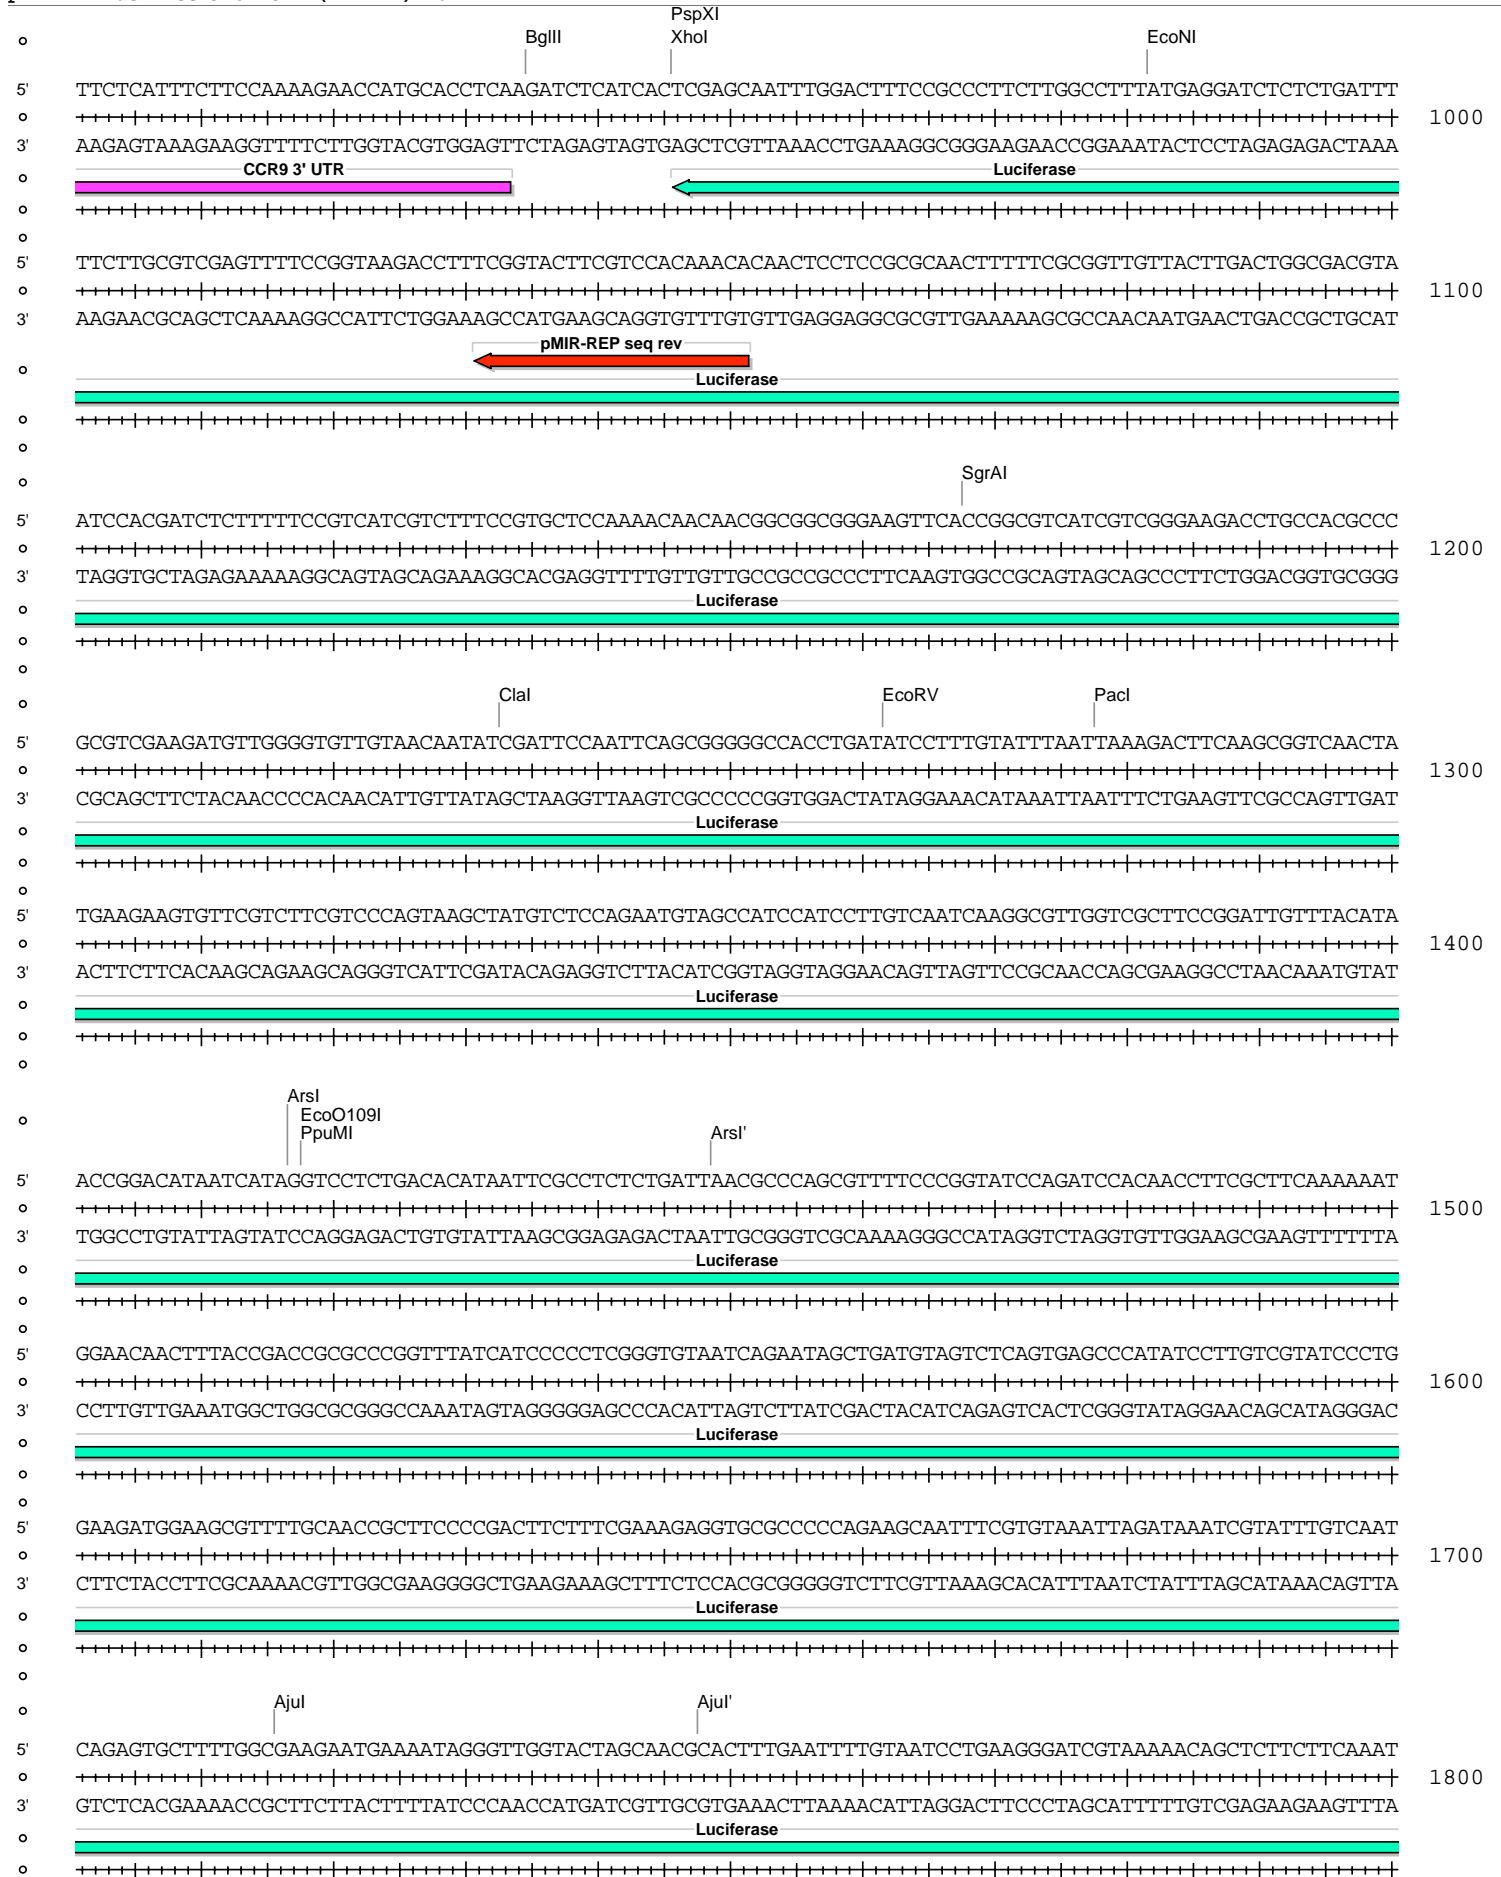 PspXI
BglII XhoI EcoNI
5' TTCTCATTTCTTCCAAAAGAACCATGCACCTCAAGATCTCATCACTCGAGCAATTTGGACTTTCCGCCCTTCTTGGCCTTTATGAGGATCTCTCTGATTT
1000
3' AAGAGTAAAGAAGGTTTTCTTGGTACGTGGAGTTCTAGAGTAGTGAGCTCGTTAAACCTGAAAGGCGGGAAGAACCGGAAATACTCCTAGAGAGACTAAA
CCR9 3' UTR Luciferase
5' TTCTTGCGTCGAGTTTTCCGGTAAGACCTTTCGGTACTTCGTCCACAAACACAACTCCTCCGCGCAACTTTTTCGCGGTTGTTACTTGACTGGCGACGTA
1100
3' AAGAACGCAGCTCAAAAGGCCATTCTGGAAAGCCATGAAGCAGGTGTTTGTGTTGAGGAGGCGCGTTGAAAAAGCGCCAACAATGAACTGACCGCTGCAT
pMIR-REP seq rev
Luciferase
SgrAI
5' ATCCACGATCTCTTTTTCCGTCATCGTCTTTCCGTGCTCCAAAACAACAACGGCGGCGGGAAGTTCACCGGCGTCATCGTCGGGAAGACCTGCCACGCCC
1200
3' TAGGTGCTAGAGAAAAAGGCAGTAGCAGAAAGGCACGAGGTTTTGTTGTTGCCGCCGCCCTTCAAGTGGCCGCAGTAGCAGCCCTTCTGGACGGTGCGGG
Luciferase
ClaI EcoRV PacI
5' GCGTCGAAGATGTTGGGGTGTTGTAACAATATCGATTCCAATTCAGCGGGGGCCACCTGATATCCTTTGTATTTAATTAAAGACTTCAAGCGGTCAACTA
1300
3' CGCAGCTTCTACAACCCCACAACATTGTTATAGCTAAGGTTAAGTCGCCCCCGGTGGACTATAGGAAACATAAATTAATTTCTGAAGTTCGCCAGTTGAT
Luciferase
5' TGAAGAAGTGTTCGTCTTCGTCCCAGTAAGCTATGTCTCCAGAATGTAGCCATCCATCCTTGTCAATCAAGGCGTTGGTCGCTTCCGGATTGTTTACATA
1400
3' ACTTCTTCACAAGCAGAAGCAGGGTCATTCGATACAGAGGTCTTACATCGGTAGGTAGGAACAGTTAGTTCCGCAACCAGCGAAGGCCTAACAAATGTAT
Luciferase
ArsI
EcoO109I
PpuMI ArsI'
5' ACCGGACATAATCATAGGTCCTCTGACACATAATTCGCCTCTCTGATTAACGCCCAGCGTTTTCCCGGTATCCAGATCCACAACCTTCGCTTCAAAAAAT
1500
3' TGGCCTGTATTAGTATCCAGGAGACTGTGTATTAAGCGGAGAGACTAATTGCGGGTCGCAAAAGGGCCATAGGTCTAGGTGTTGGAAGCGAAGTTTTTTA
Luciferase
5' GGAACAACTTTACCGACCGCGCCCGGTTTATCATCCCCCTCGGGTGTAATCAGAATAGCTGATGTAGTCTCAGTGAGCCCATATCCTTGTCGTATCCCTG
1600
3' CCTTGTTGAAATGGCTGGCGCGGGCCAAATAGTAGGGGGAGCCCACATTAGTCTTATCGACTACATCAGAGTCACTCGGGTATAGGAACAGCATAGGGAC
Luciferase
5' GAAGATGGAAGCGTTTTGCAACCGCTTCCCCGACTTCTTTCGAAAGAGGTGCGCCCCCAGAAGCAATTTCGTGTAAATTAGATAAATCGTATTTGTCAAT
1700
3' CTTCTACCTTCGCAAAACGTTGGCGAAGGGGCTGAAGAAAGCTTTCTCCACGCGGGGGTCTTCGTTAAAGCACATTTAATCTATTTAGCATAAACAGTTA
Luciferase
AjuI AjuI'
5' CAGAGTGCTTTTGGCGAAGAATGAAAATAGGGTTGGTACTAGCAACGCACTTTGAATTTTGTAATCCTGAAGGGATCGTAAAAACAGCTCTTCTTCAAAT
1800
3' GTCTCACGAAAACCGCTTCTTACTTTTATCCCAACCATGATCGTTGCGTGAAACTTAAAACATTAGGACTTCCCTAGCATTTTTGTCGAGAAGAAGTTTA
Luciferase